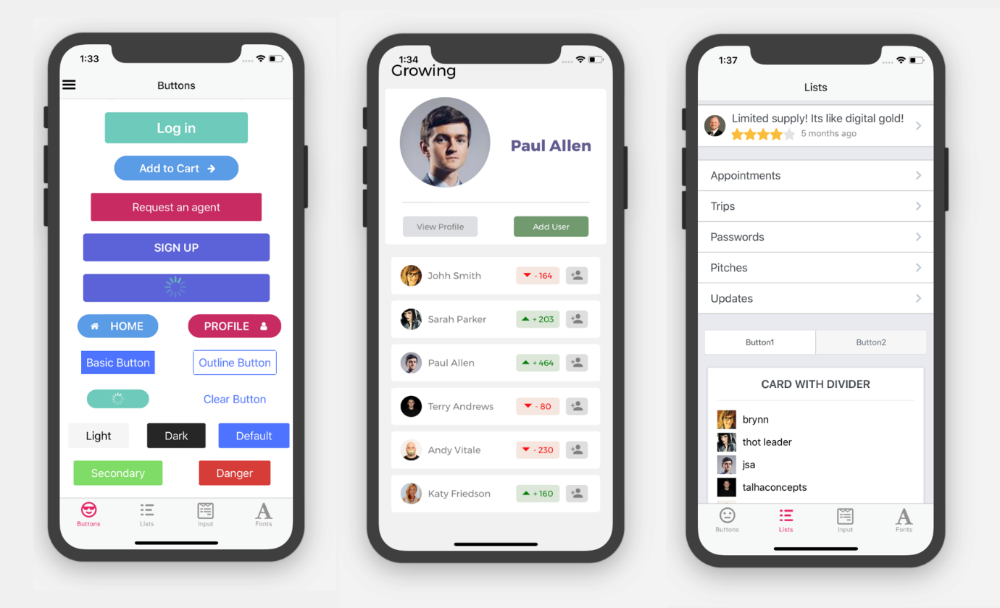 1:33
Buttons
Log in
Add to Cart
Request an agent
SIGN UP
HOME
PROFILE
Basic Button
Outline Button
Clear Button
Light
Dark
Default
Secondary
Danger
Buttons
Lists
Input
Fonts
1:34
Growing
Paul Allen
View Profile
Add User
Johh Smith
- 164
Sarah Parker
+ 203
Paul Allen
+ 464
Terry Andrews
- 80
Andy Vitale
- 230
Katy Friedson
+ 160
1:37
Lists
Limited supply! Its like digital gold!
5 months ago
Appointments
Trips
Passwords
Pitches
Updates
Button1
Button2
CARD WITH DIVIDER
brynn
thot leader
jsa
talhaconcepts
Buttons
Lists
Input
Fonts